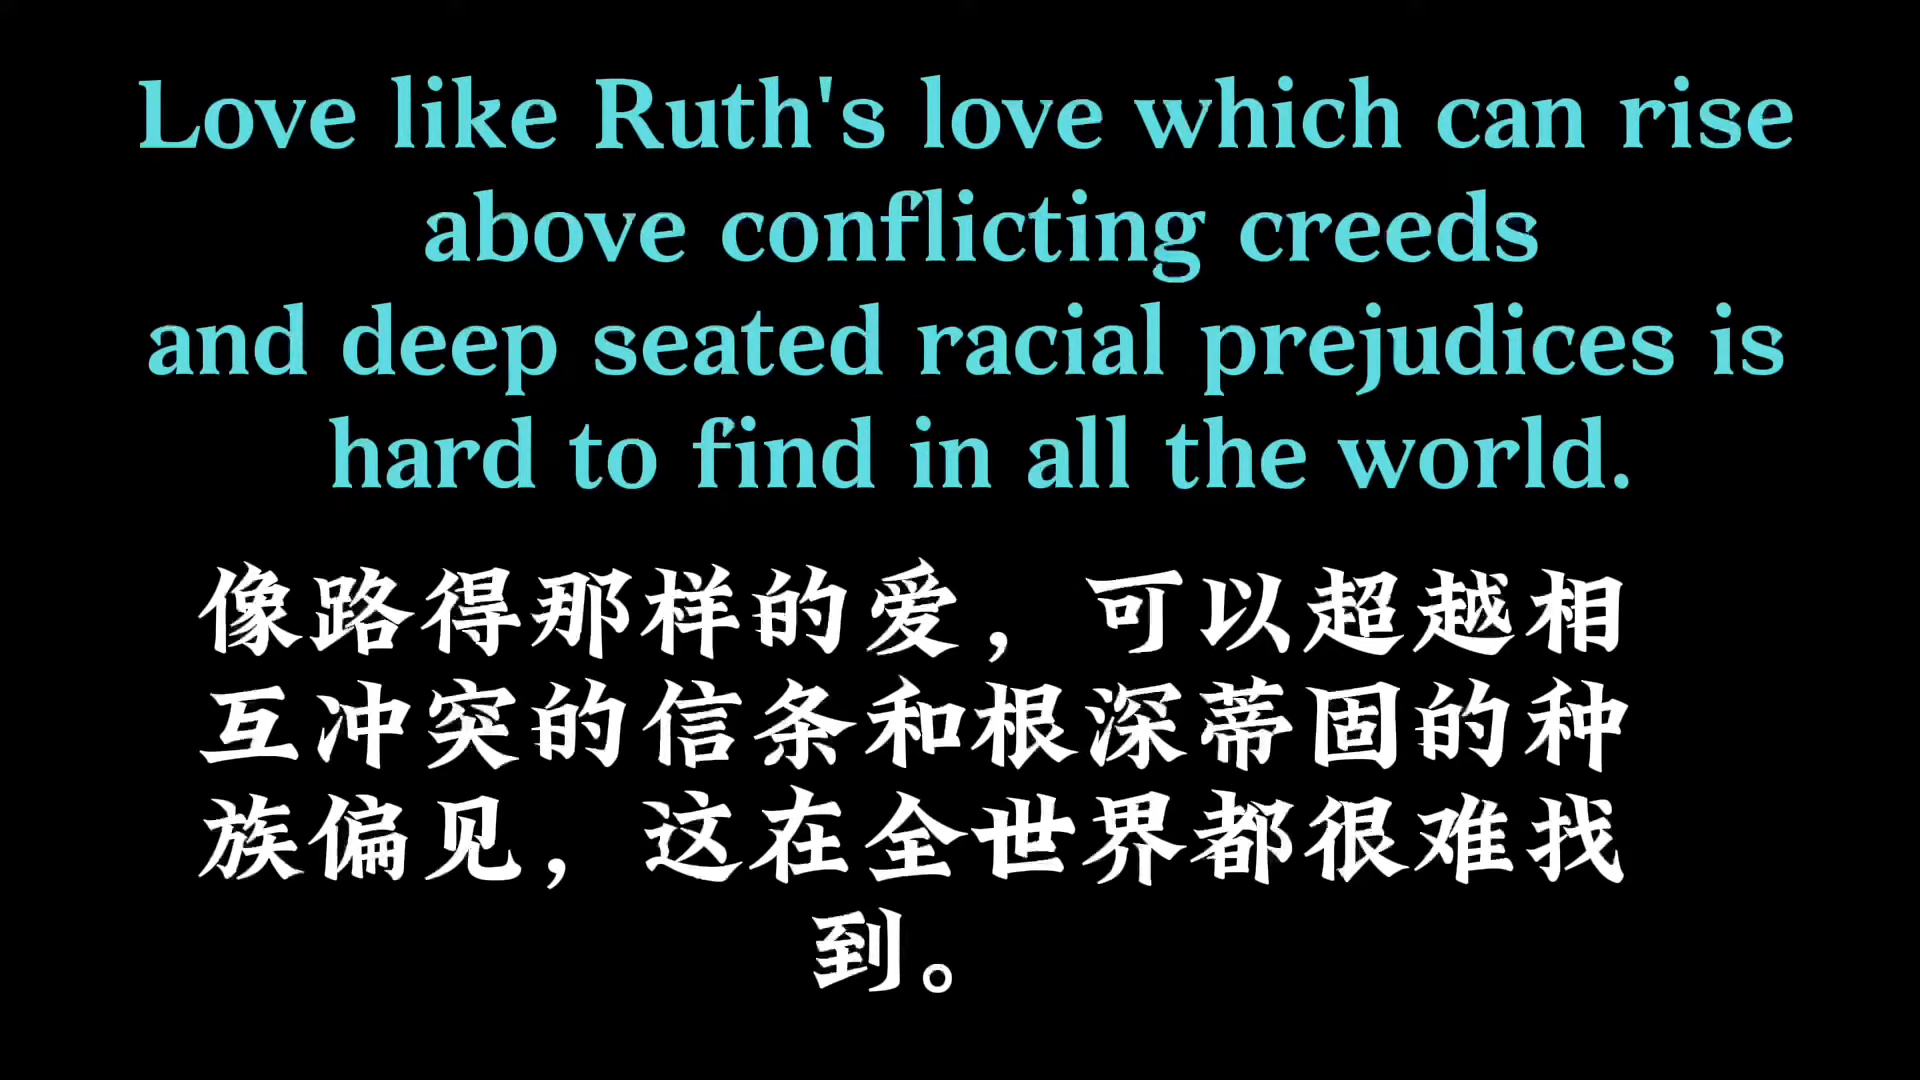 Love like Ruth's love which can rise
above conflicting creeds
and deep seated racial prejudices is
hard to find in all the world.
像路得那样的爱，可以超越相
互冲突的信条和根深蒂固的种
族偏见，这在全世界都很难找
到。